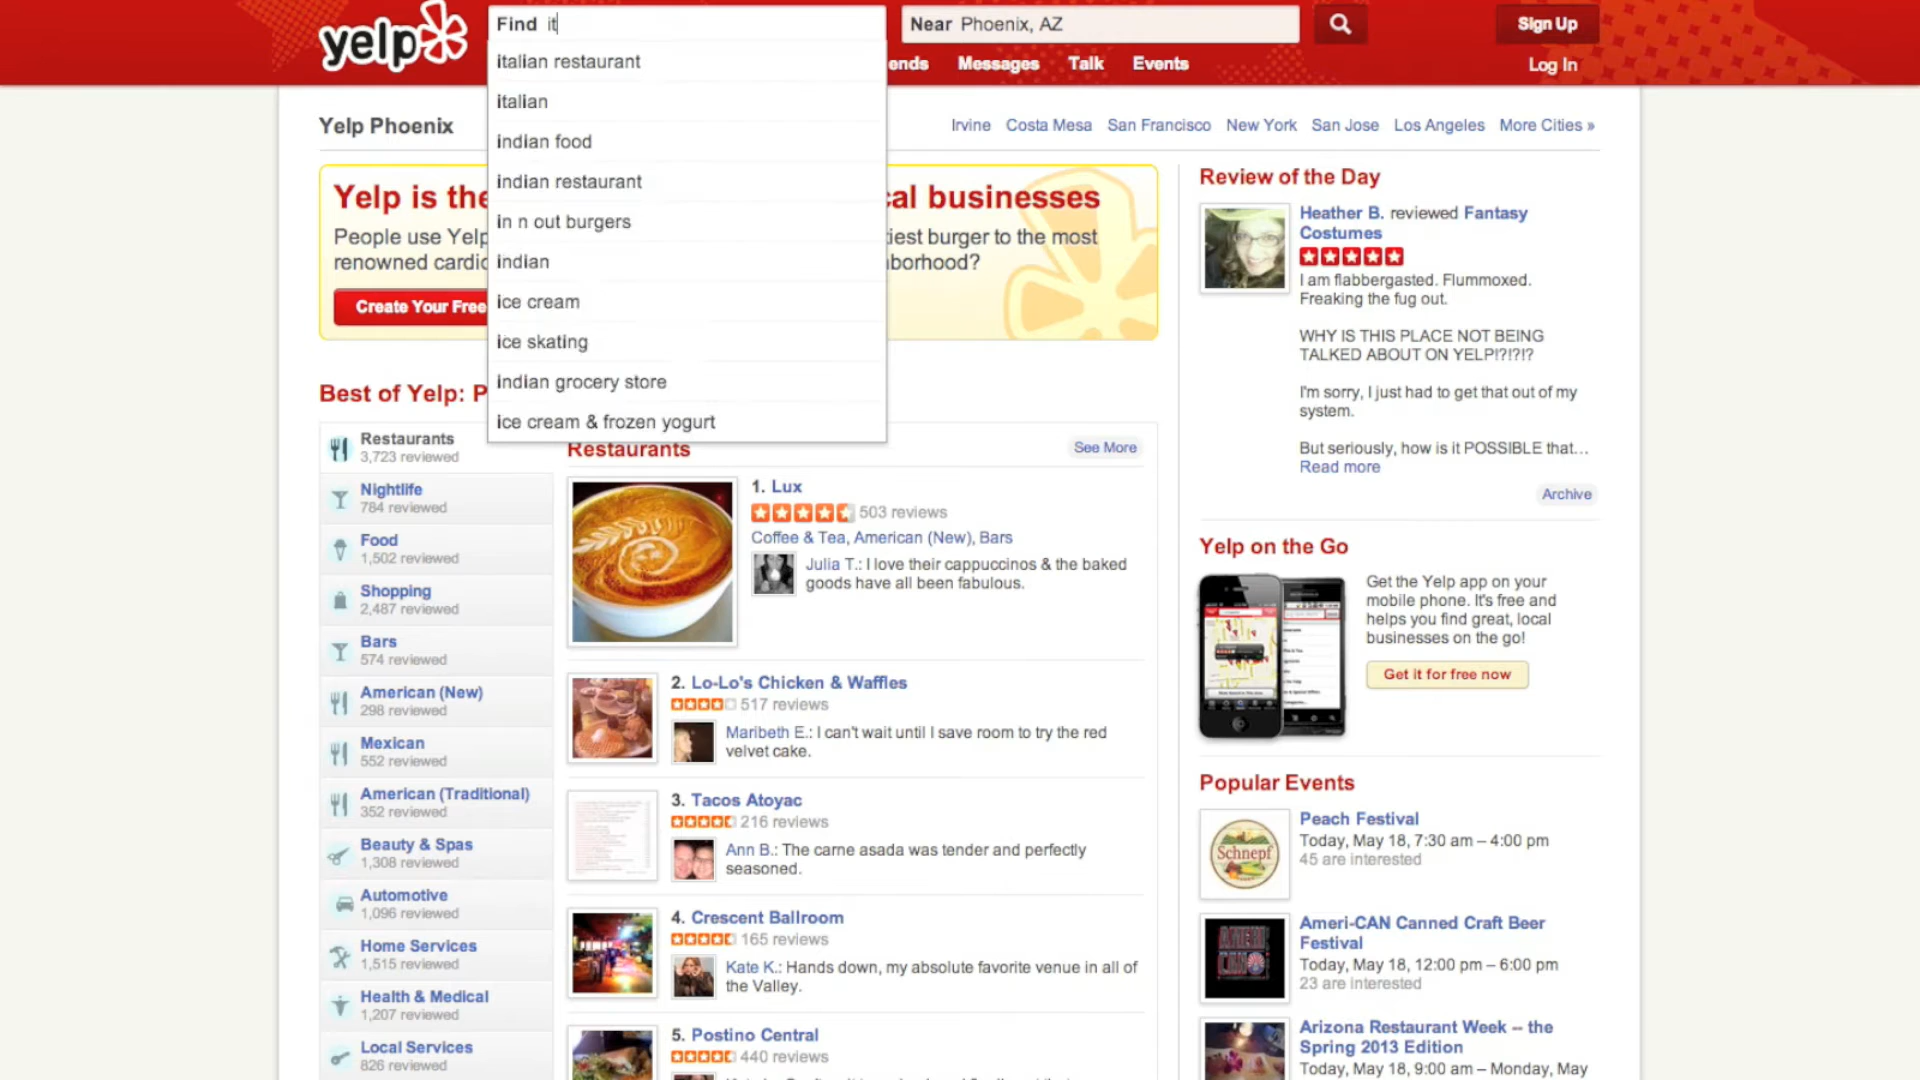 yelp
Find it
Near Phoenix, AZ
Sign Up
ends Messages Talk Events
Log In
italian restaurant
italian
indian food
indian restaurant
in n out burgers
indian
ice cream
ice skating
indian grocery store
ice cream & frozen yogurt
Yelp Phoenix
Irvine Costa Mesa San Francisco New York San Jose Los Angeles More Cities »
Yelp is the
al businesses
People use Yelp
tiest burger to the most
renowned cardio
borhood?
Create Your Free
Best of Yelp: P
Restaurants
3,723 reviewed
Nightlife
784 reviewed
Food
1,502 reviewed
Shopping
2,487 reviewed
Bars
574 reviewed
American (New)
298 reviewed
Mexican
552 reviewed
American (Traditional)
352 reviewed
Beauty & Spas
1,308 reviewed
Automotive
1,096 reviewed
Home Services
1,515 reviewed
Health & Medical
1,207 reviewed
Local Services
826 reviewed
Restaurants
See More
1. Lux
503 reviews
Coffee & Tea, American (New), Bars
Julia T.: I love their cappuccinos & the baked
goods have all been fabulous.
2. Lo-Lo's Chicken & Waffles
517 reviews
Maribeth E.: I can't wait until I save room to try the red
velvet cake.
3. Tacos Atoyac
216 reviews
Ann B.: The carne asada was tender and perfectly
seasoned.
4. Crescent Ballroom
165 reviews
Kate K.: Hands down, my absolute favorite venue in all of
the Valley.
5. Postino Central
440 reviews
Review of the Day
Heather B. reviewed Fantasy
Costumes
I am flabbergasted. Flummoxed.
Freaking the fug out.
WHY IS THIS PLACE NOT BEING
TALKED ABOUT ON YELP!?!?!?
I'm sorry, I just had to get that out of my
system.
But seriously, how is it POSSIBLE that…
Read more
Archive
Yelp on the Go
Get the Yelp app on your
mobile phone. It's free and
helps you find great, local
businesses on the go!
Get it for free now
Popular Events
Schnepf
Peach Festival
Today, May 18, 7:30 am – 4:00 pm
45 are interested
Ameri-CAN Canned Craft Beer
Festival
Today, May 18, 12:00 pm – 6:00 pm
23 are interested
Arizona Restaurant Week -- the
Spring 2013 Edition
Today, May 18, 9:00 am – Monday, May